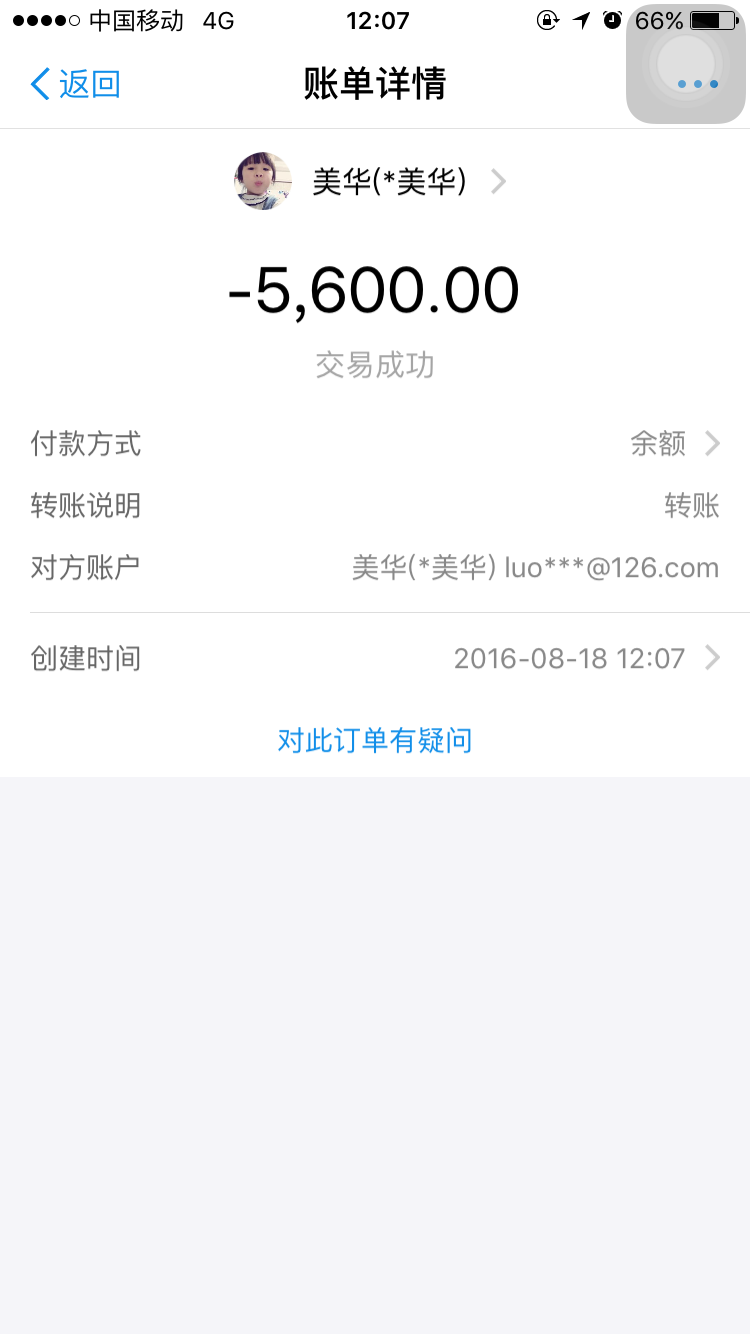 中国移动 4G 12:07 66%
返回 账单详情
美华(*美华)
-5,600.00
交易成功
付款方式 余额
转账说明 转账
对方账户 美华(*美华) luo***@126.com
创建时间 2016-08-18 12:07
对此订单有疑问